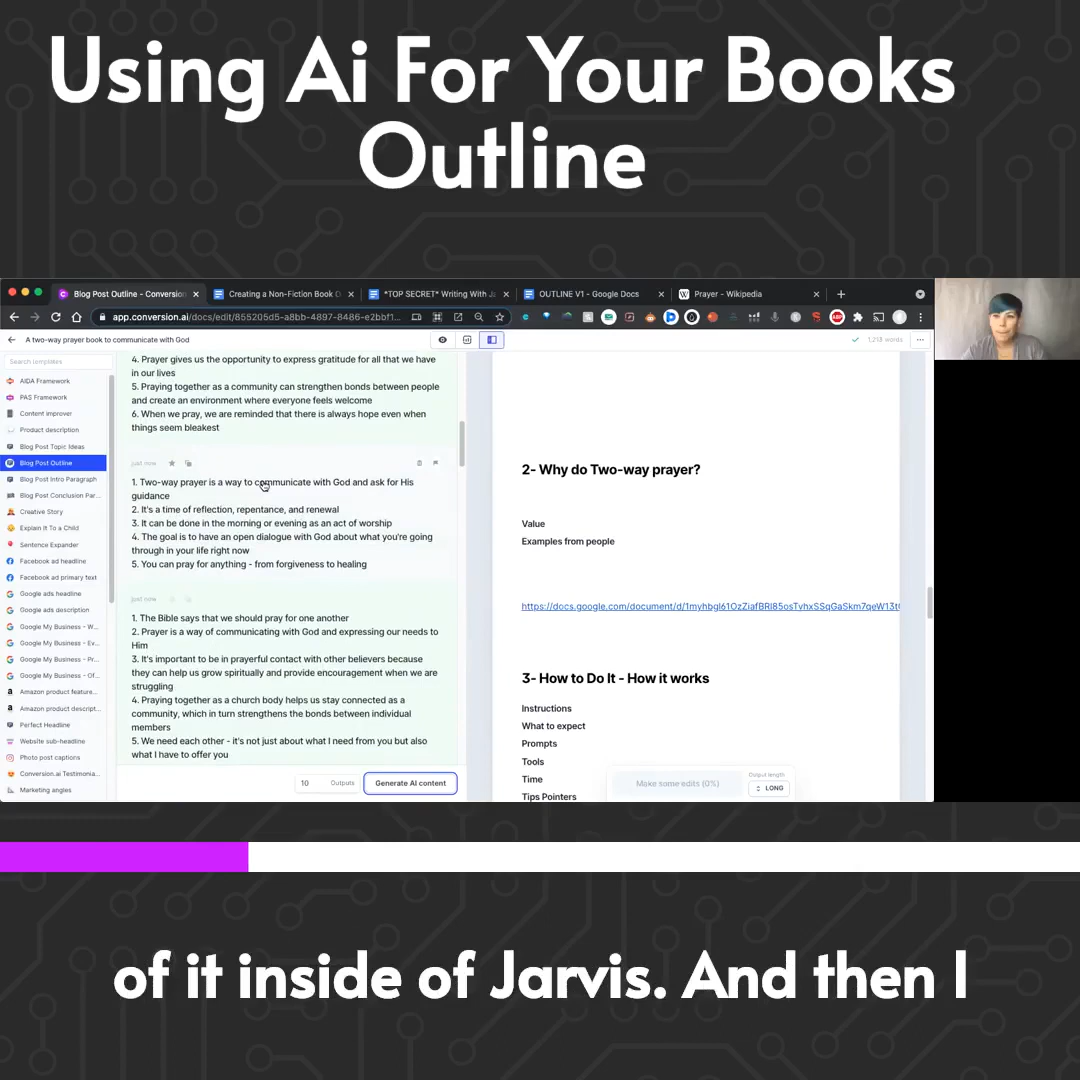 Using Ai For Your Books
Outline
Blog Post Outline - Conversion
Creating a Non-Fiction Book D
*TOP SECRET* Writing With Ja
OUTLINE V1 - Google Docs
Prayer - Wikipedia
app.conversion.ai/docs/edit/855205d5-a8bb-4897-8486-e2bbf1...
A two-way prayer book to communicate with God
1,213 words
Search templates
AIDA Framework
PAS Framework
Content improver
Product description
Blog Post Topic Ideas
Blog Post Outline
Blog Post Intro Paragraph
Blog Post Conclusion Par...
Creative Story
Explain It To a Child
Sentence Expander
Facebook ad headline
Facebook ad primary text
Google ads headline
Google ads description
Google My Business - W...
Google My Business - Ev...
Google My Business - Pr...
Google My Business - Of...
Amazon product feature...
Amazon product descript...
Perfect Headline
Website sub-headline
Photo post captions
Conversion.ai Testimonia...
Marketing angles
4. Prayer gives us the opportunity to express gratitude for all that we have
in our lives
5. Praying together as a community can strengthen bonds between people
and create an environment where everyone feels welcome
6. When we pray, we are reminded that there is always hope even when
things seem bleakest
just now
1. Two-way prayer is a way to communicate with God and ask for His
guidance
2. It's a time of reflection, repentance, and renewal
3. It can be done in the morning or evening as an act of worship
4. The goal is to have an open dialogue with God about what you're going
through in your life right now
5. You can pray for anything - from forgiveness to healing
just now
1. The Bible says that we should pray for one another
2. Prayer is a way of communicating with God and expressing our needs to
Him
3. It's important to be in prayerful contact with other believers because
they can help us grow spiritually and provide encouragement when we are
struggling
4. Praying together as a church body helps us stay connected as a
community, which in turn strengthens the bonds between individual
members
5. We need each other - it's not just about what I need from you but also
what I have to offer you
10 Outputs
Generate AI content
2- Why do Two-way prayer?
Value
Examples from people
3- How to Do It - How it works
Instructions
What to expect
Prompts
Tools
Time
Tips Pointers
Make some edits (0%)
Output length
LONG
of it inside of Jarvis. And then I